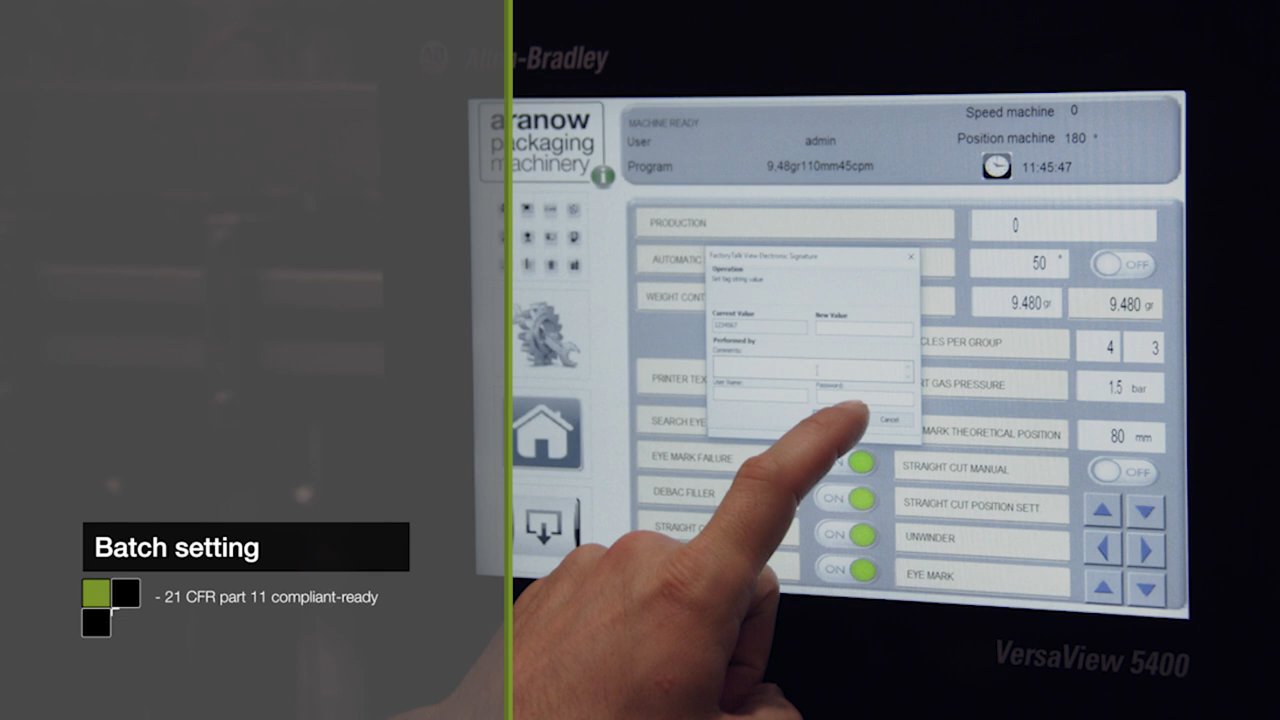 Allen-Bradley
aranow
packaging
machinery
i
MACHINE READY
User admin
Program 9,48gr110mm45cpm
Speed machine 0
Position machine 180 °
11:45:47
PRODUCTION 0
AUTOMATIC 50 ° OFF
WEIGHT CONT 9.480 gr 9.480 gr
CLES PER GROUP 4 3
PRINTER TEX T GAS PRESSURE 1.5 bar
SEARCH EYE MARK THEORETICAL POSITION 80 mm
EYE MARK FAILURE ON STRAIGHT CUT MANUAL OFF
DEBAC FILLER ON STRAIGHT CUT POSITION SETT.
STRAIGHT C ON UNWINDER
ON EYE MARK
FactoryTalk View Electronic Signature
Operation
Set tag string value
Current Value New Value
1234567
Performed by
Comments:
User Name: Password:
Cancel
VersaView 5400
Batch setting
- 21 CFR part 11 compliant-ready